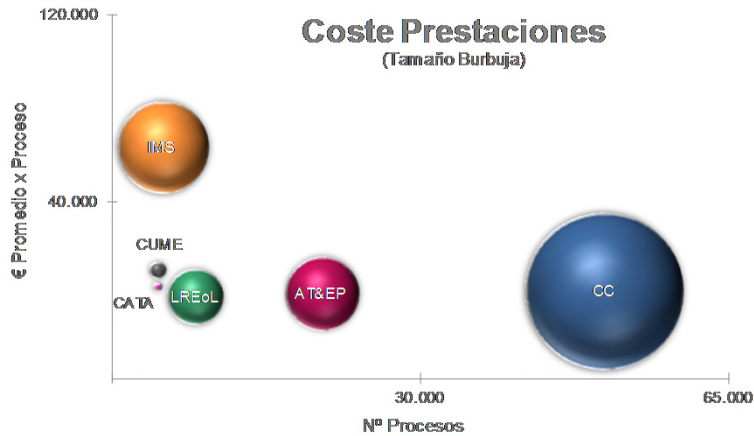 120.000
Coste Prestaciones
(Tamaño Burbuja)
€ Promedio x Proceso
IMS
40.000
CUME
CATA
LREoL
AT&EP
CC
30.000
65.000
Nº Procesos